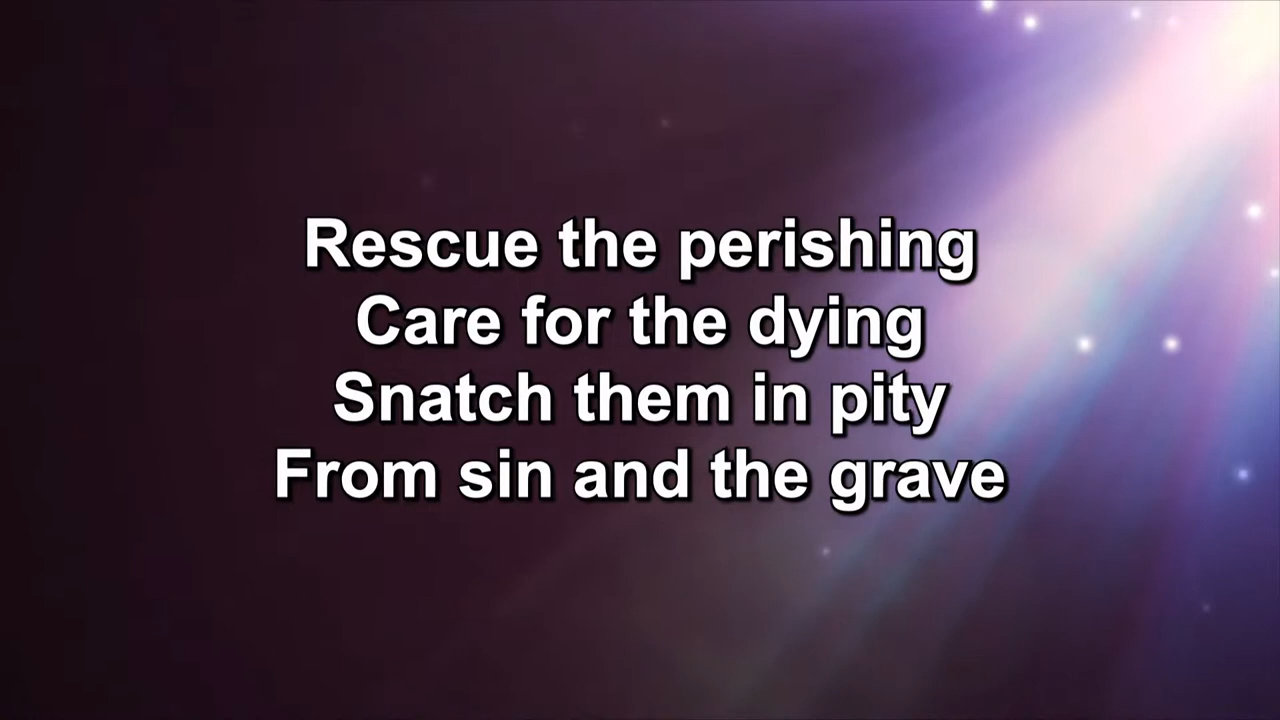 Rescue the perishing
Care for the dying
Snatch them in pity
From sin and the grave